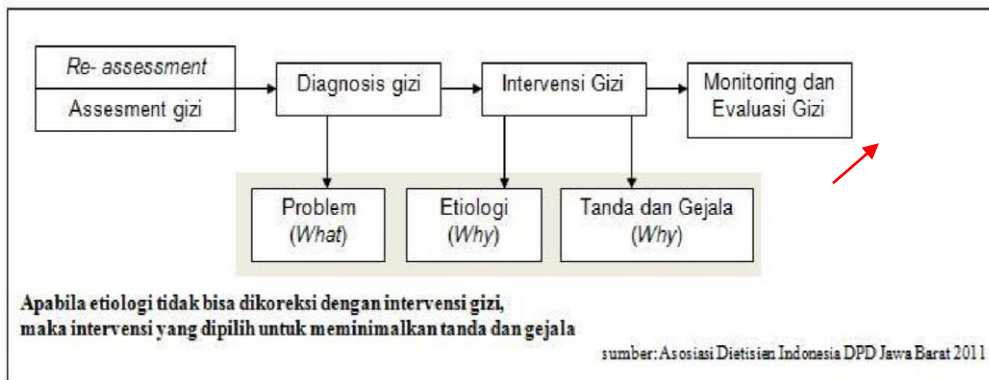 Re- assessment
Assesment gizi
Diagnosis gizi
Intervensi Gizi
Monitoring dan
Evaluasi Gizi
Problem
(What)
Etiologi
(Why)
Tanda dan Gejala
(Why)
Apabila etiologi tidak bisa dikoreksi dengan intervensi gizi,
maka intervensi yang dipilih untuk meminimalkan tanda dan gejala
sumber: Asosiasi Dietisien Indonesia DPD Jawa Barat 2011